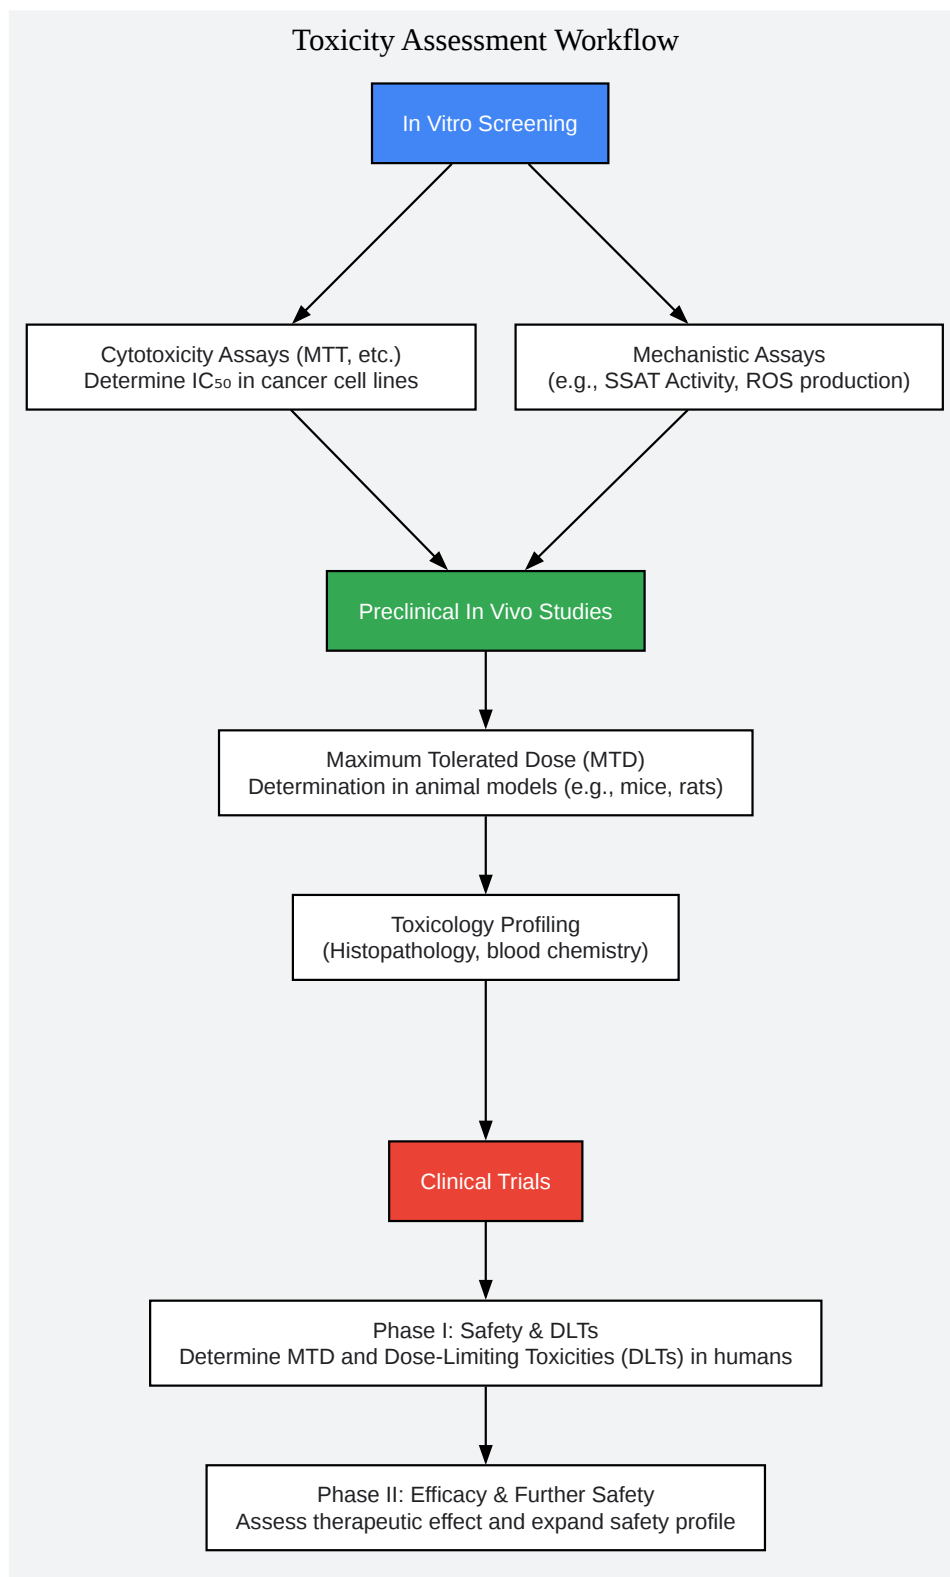 Toxicity Assessment Workflow
In Vitro Screening
Cytotoxicity Assays (MTT, etc.)
Determine IC₅₀ in cancer cell lines
Mechanistic Assays
(e.g., SSAT Activity, ROS production)
Preclinical In Vivo Studies
Maximum Tolerated Dose (MTD)
Determination in animal models (e.g., mice, rats)
Toxicology Profiling
(Histopathology, blood chemistry)
Clinical Trials
Phase I: Safety & DLTs
Determine MTD and Dose-Limiting Toxicities (DLTs) in humans
Phase II: Efficacy & Further Safety
Assess therapeutic effect and expand safety profile